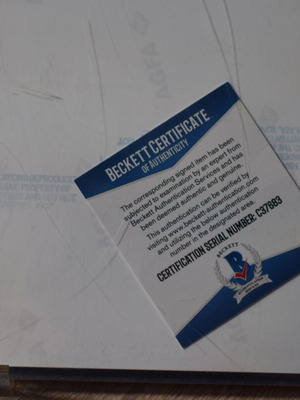 BECKETT CERTIFICATE
OF AUTHENTICITY
The corresponding signed item has been
subjected to examination by an expert from
Beckett Authentication Services and has
been deemed authentic and genuine.
This authentication can be verified by
visiting www.beckett-authentication.com
and utilizing the below authentication
number in the designated area.
CERTIFICATION SERIAL NUMBER: C37883
BECKETT
B